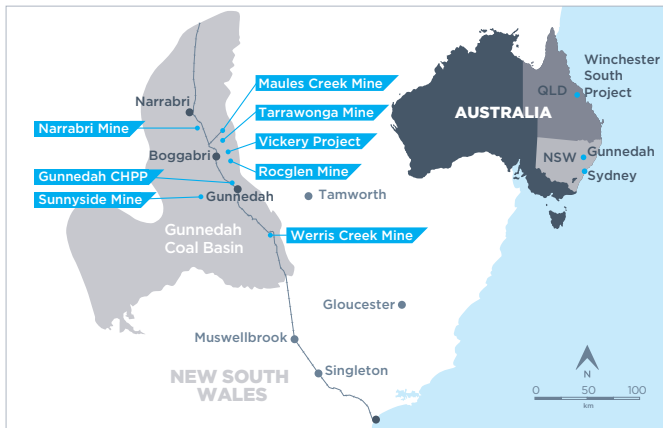 Maules Creek Mine
Narrabri
Tarrawonga Mine
Narrabri Mine
Vickery Project
Boggabri
Rocglen Mine
Gunnedah CHPP
Gunnedah
Sunnyside Mine
Tamworth
Gunnedah
Coal Basin
Werris Creek Mine
Gloucester
Muswellbrook
Singleton
NEW SOUTH
WALES
Winchester
South
Project
QLD
AUSTRALIA
NSW
Gunnedah
Sydney
N
0 50 100
km